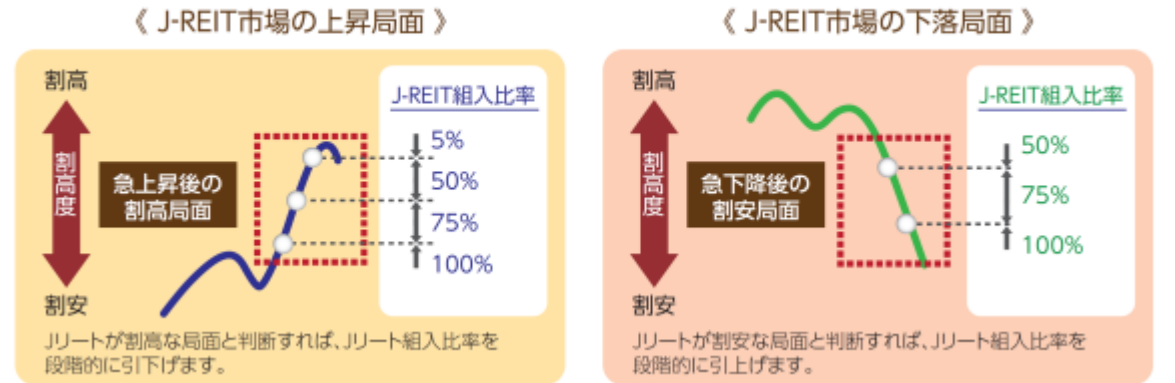 《 J-REIT市場の上昇局面 》
割高
割高度
割安
急上昇後の
割高局面
J-REIT組入比率
5%
50%
75%
100%
Jリートが割高な局面と判断すれば、Jリート組入比率を
段階的に引下げます。
《 J-REIT市場の下落局面 》
割高
割高度
割安
急下降後の
割安局面
J-REIT組入比率
50%
75%
100%
Jリートが割安な局面と判断すれば、Jリート組入比率を
段階的に引上げます。